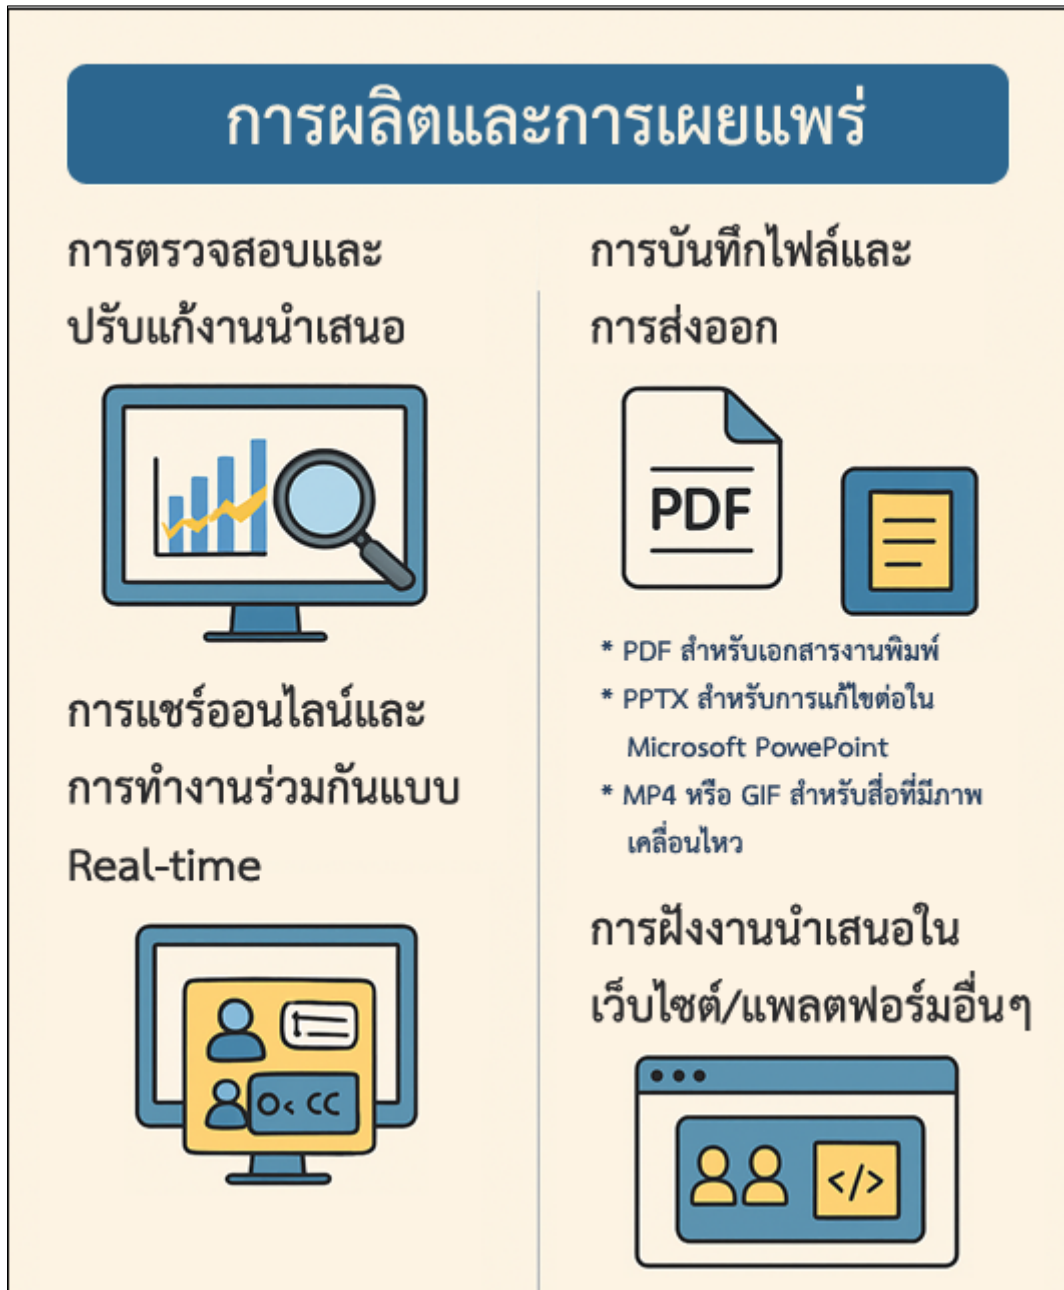 การผลิตและการเผยแพร่
การตรวจสอบและ
ปรับแก้งานนำเสนอ
การแชร์ออนไลน์และ
การทำงานร่วมกันแบบ
Real-time
O< CC
การบันทึกไฟล์และ
การส่งออก
PDF
* PDF สำหรับเอกสารงานพิมพ์
* PPTX สำหรับการแก้ไขต่อใน
Microsoft PowePoint
* MP4 หรือ GIF สำหรับสื่อที่มีภาพ
เคลื่อนไหว
การฝังงานนำเสนอใน
เว็บไซต์/แพลตฟอร์มอื่นๆ
</>